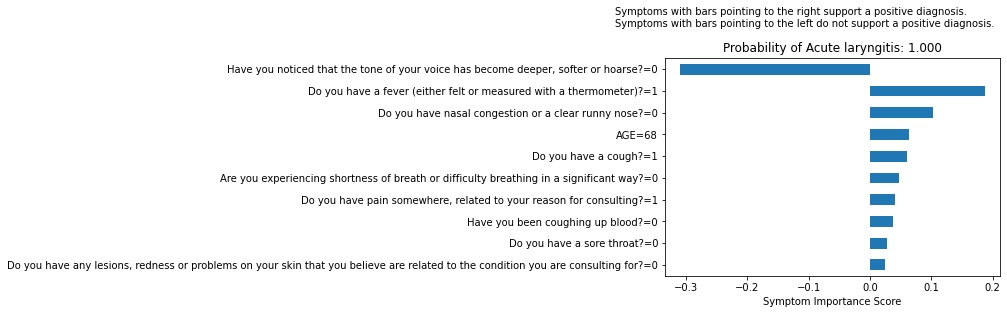 Symptoms with bars pointing to the right support a positive diagnosis.
Symptoms with bars pointing to the left do not support a positive diagnosis.
Probability of Acute laryngitis: 1.000
Have you noticed that the tone of your voice has become deeper, softer or hoarse?=0
Do you have a fever (either felt or measured with a thermometer)?=1
Do you have nasal congestion or a clear runny nose?=0
AGE=68
Do you have a cough?=1
Are you experiencing shortness of breath or difficulty breathing in a significant way?=0
Do you have pain somewhere, related to your reason for consulting?=1
Have you been coughing up blood?=0
Do you have a sore throat?=0
Do you have any lesions, redness or problems on your skin that you believe are related to the condition you are consulting for?=0
−0.3 −0.2 −0.1 0.0 0.1 0.2
Symptom Importance Score